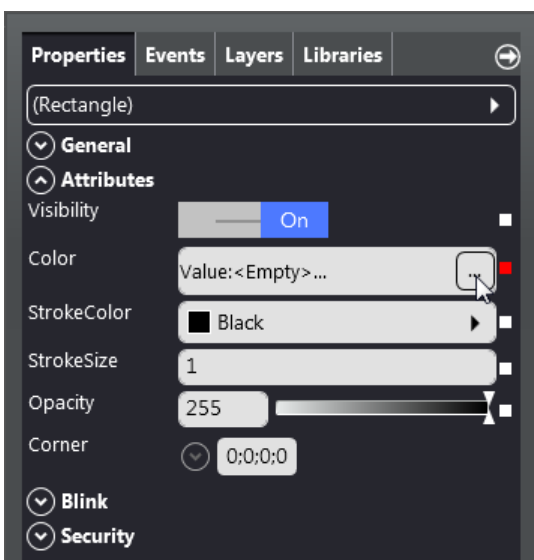 Properties Events Layers Libraries
(Rectangle)
General
Attributes
Visibility On
Color Value:<Empty>... ...
StrokeColor Black
StrokeSize 1
Opacity 255
Corner 0;0;0;0
Blink
Security